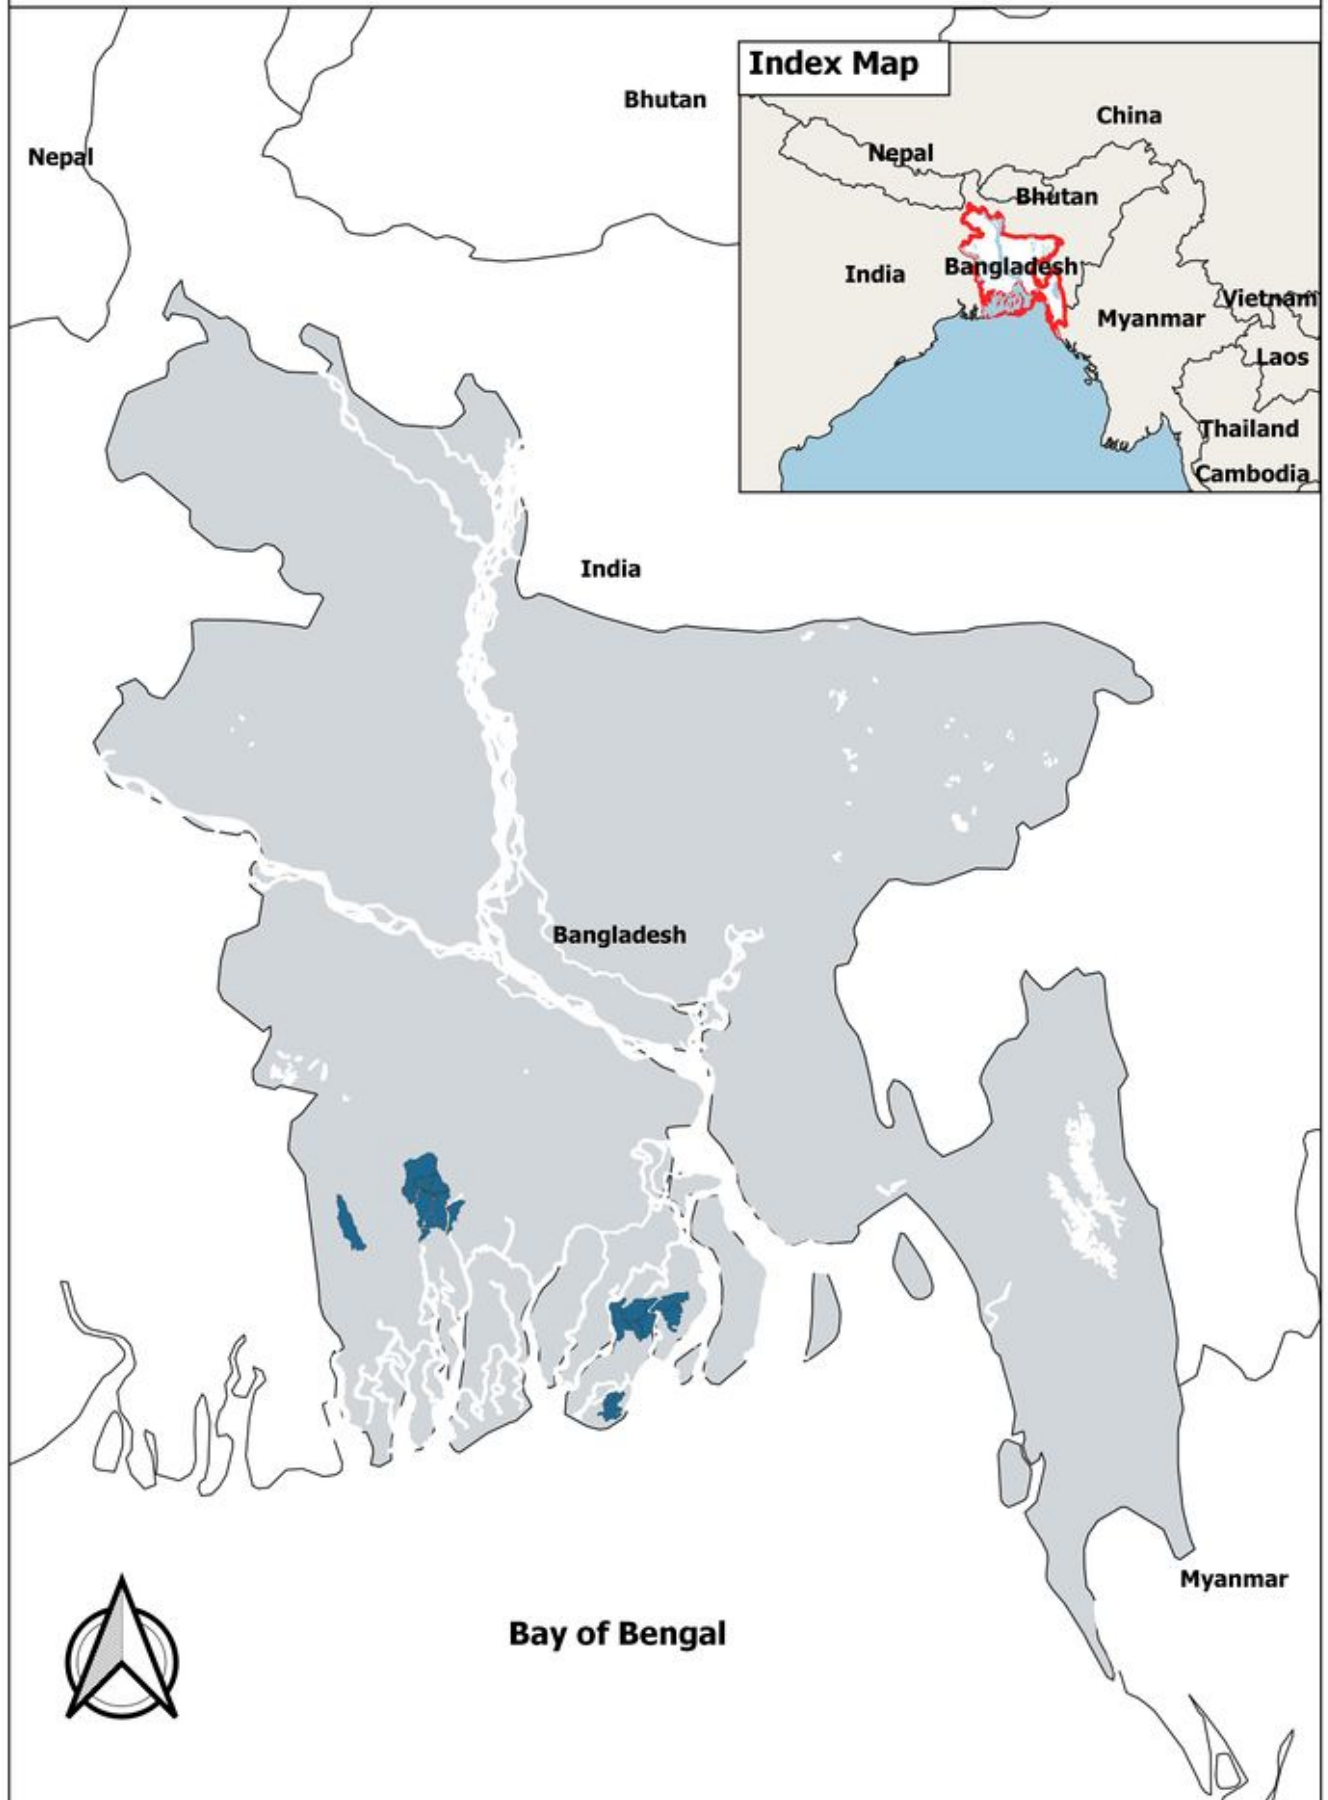 Index Map
Bhutan
China
Nepal
Nepal
Bhutan
India
Bangladesh
Vietnam
Myanmar
Laos
Thailand
Cambodia
India
Bangladesh
Myanmar
Bay of Bengal